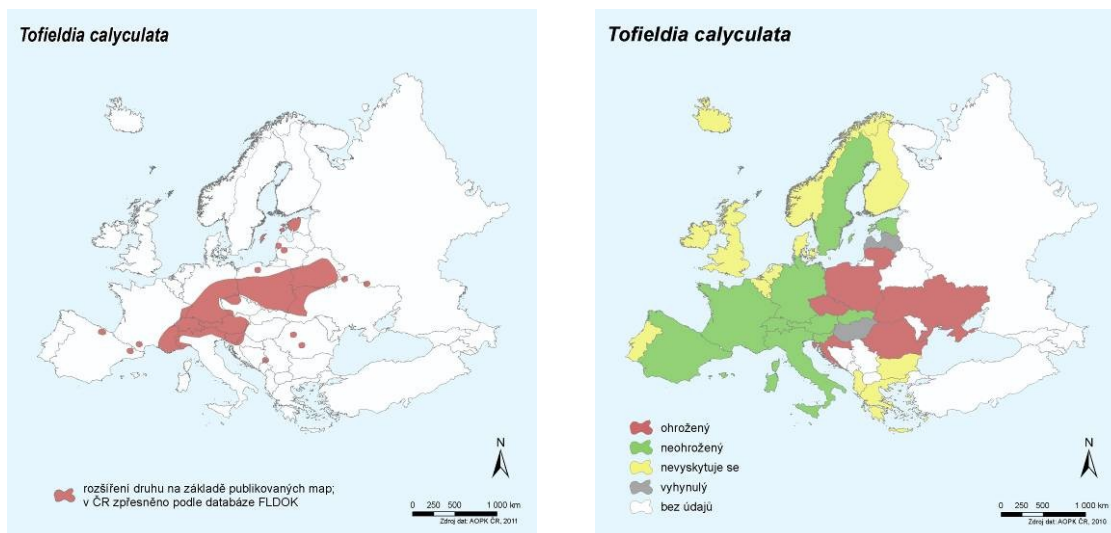 Tofieldia calyculata
N
rozšíření druhu na základě publikovaných map;
v ČR zpřesněno podle databáze FLDOK
0 250 500 1 000 km
Zdroj dat: AOPK ČR, 2011
Tofieldia calyculata
ohrožený
neohrožený
nevyskytuje se
vyhynulý
bez údajů
N
0 250 500 1 000 km
Zdroj dat: AOPK ČR, 2010